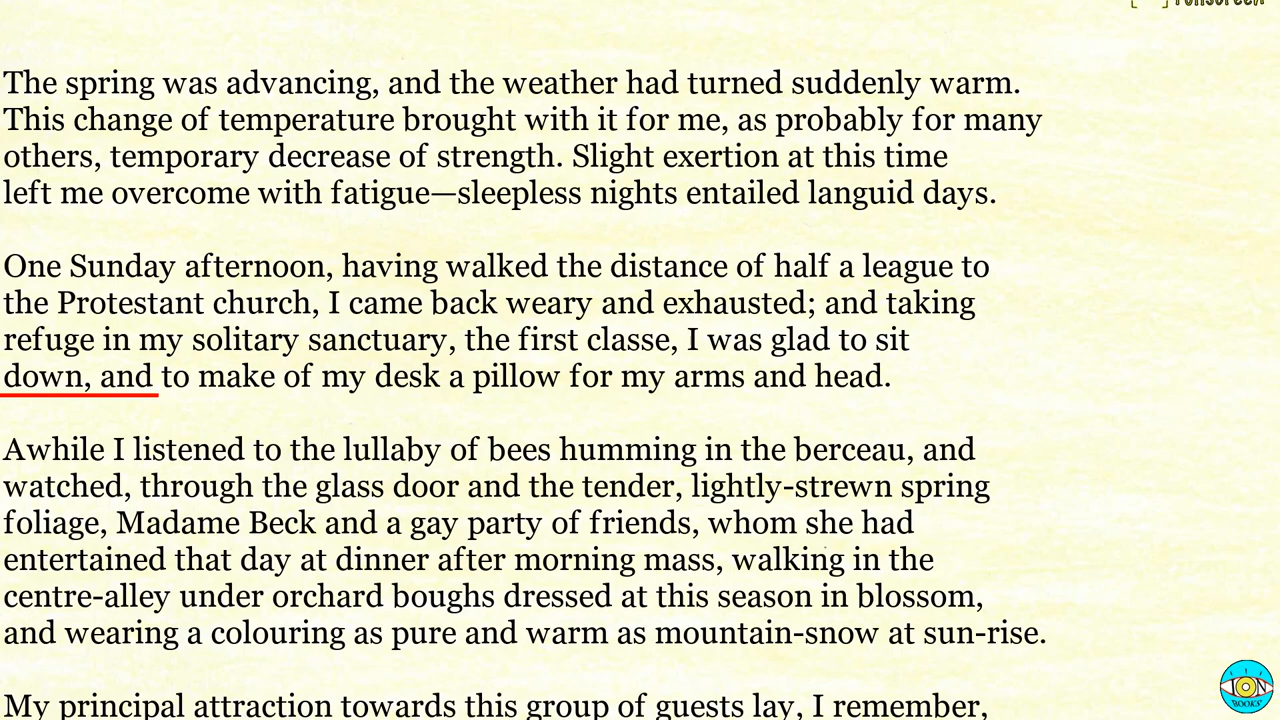 The spring was advancing, and the weather had turned suddenly warm.
This change of temperature brought with it for me, as probably for many
others, temporary decrease of strength. Slight exertion at this time
left me overcome with fatigue—sleepless nights entailed languid days.
One Sunday afternoon, having walked the distance of half a league to
the Protestant church, I came back weary and exhausted; and taking
refuge in my solitary sanctuary, the first classe, I was glad to sit
down, and to make of my desk a pillow for my arms and head.
Awhile I listened to the lullaby of bees humming in the berceau, and
watched, through the glass door and the tender, lightly-strewn spring
foliage, Madame Beck and a gay party of friends, whom she had
entertained that day at dinner after morning mass, walking in the
centre-alley under orchard boughs dressed at this season in blossom,
and wearing a colouring as pure and warm as mountain-snow at sun-rise.
My principal attraction towards this group of guests lay, I remember,
ION
BOOKS